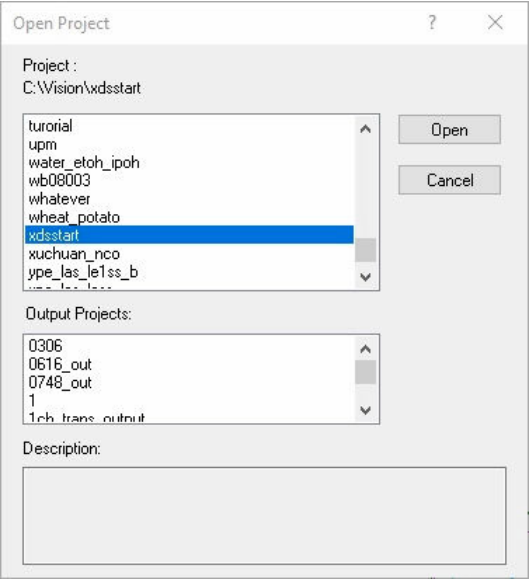 Open Project
?
Project :
C:\Vision\xdsstart
turorial
upm
water_etoh_ipoh
wb08003
whatever
wheat_potato
xdsstart
xuchuan_nco
ype_las_le1ss_b
Open
Cancel
Output Projects:
0306
0616_out
0748_out
1
1ch_trans_output
Description: